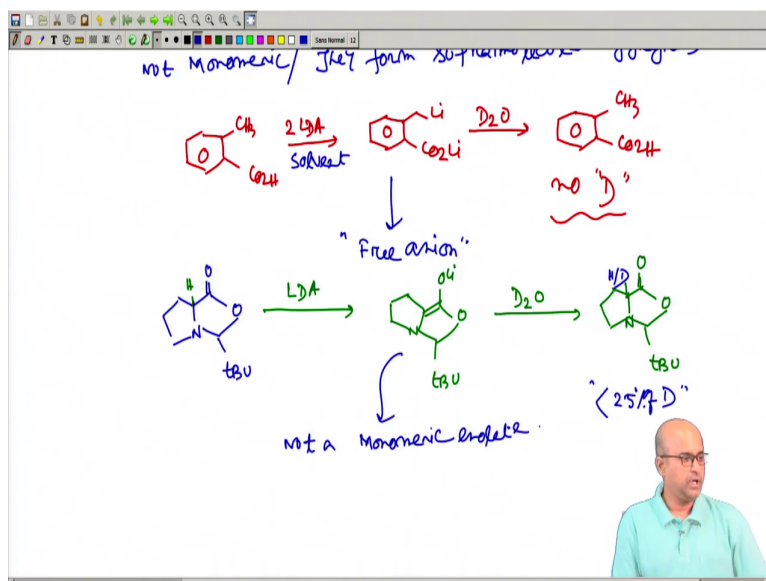 Sans Normal 12
not Monomeric/ They form
CH3 2 LDA Li D2O CH3
CO2H Solvent CO2Li CO2H
no "D"
"Free anion"
H O LDA OLi D2O H/D O
N O N O N O
tBU tBU tBU
"<25% of D"
Not a Monomeric enolate.